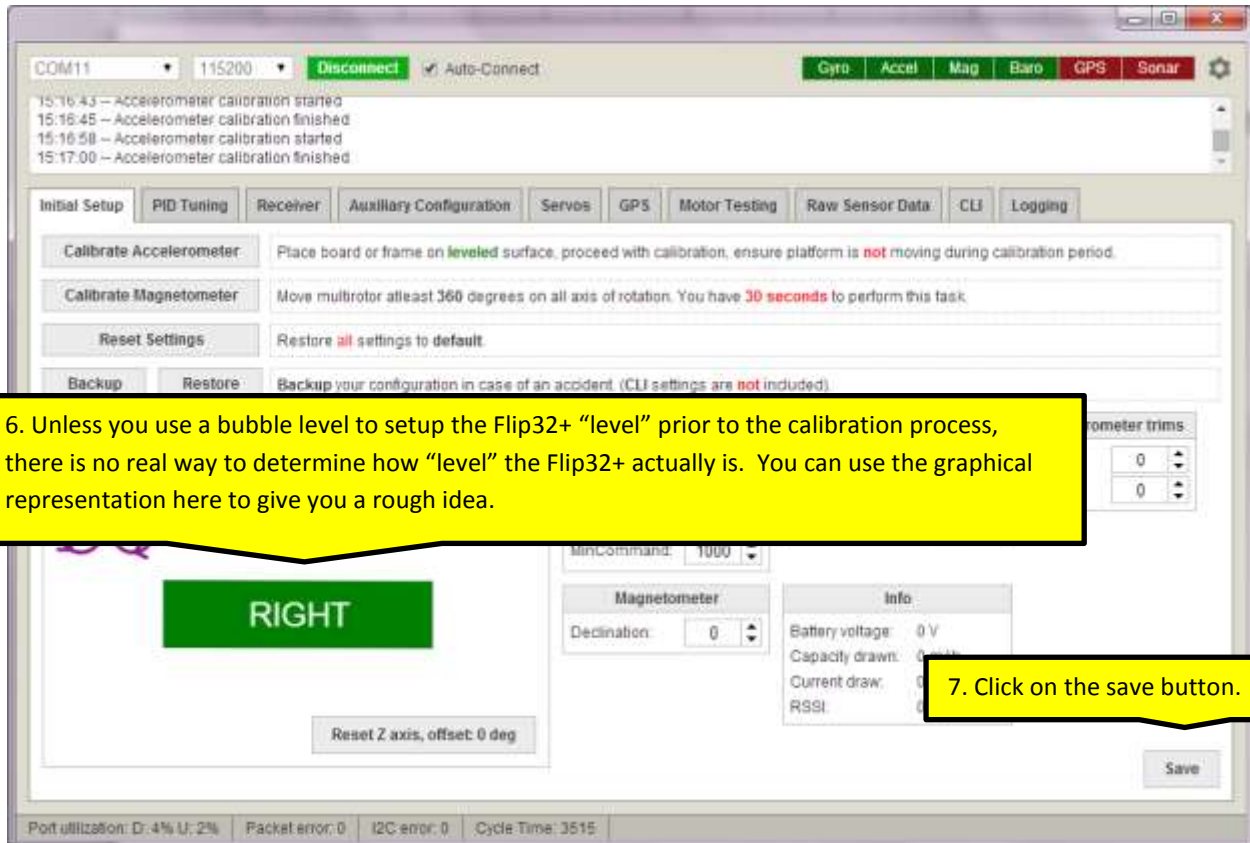 COM11 115200 Disconnect Auto-Connect Gyro Accel Mag Baro GPS Sonar
15:16:43 -- Accelerometer calibration started
15:16:45 -- Accelerometer calibration finished
15:16:58 -- Accelerometer calibration started
15:17:00 -- Accelerometer calibration finished
Initial Setup PID Tuning Receiver Auxiliary Configuration Servos GPS Motor Testing Raw Sensor Data CLI Logging
Calibrate Accelerometer Place board or frame on leveled surface, proceed with calibration, ensure platform is not moving during calibration period.
Calibrate Magnetometer Move multirotor atleast 360 degrees on all axis of rotation. You have 30 seconds to perform this task.
Reset Settings Restore all settings to default.
Backup Restore Backup your configuration in case of an accident. (CLI settings are not included).
6. Unless you use a bubble level to setup the Flip32+ “level” prior to the calibration process,
there is no real way to determine how “level” the Flip32+ actually is. You can use the graphical
representation here to give you a rough idea.
ometer trims
0
0
MinCommand: 1000
RIGHT
Magnetometer
Declination: 0
Info
Battery voltage: 0 V
Capacity drawn: 0
Current draw:
RSSI:
7. Click on the save button.
Reset Z axis, offset: 0 deg
Save
Port utilization: D: 4% U: 2% Packet error: 0 I2C error: 0 Cycle Time: 3515